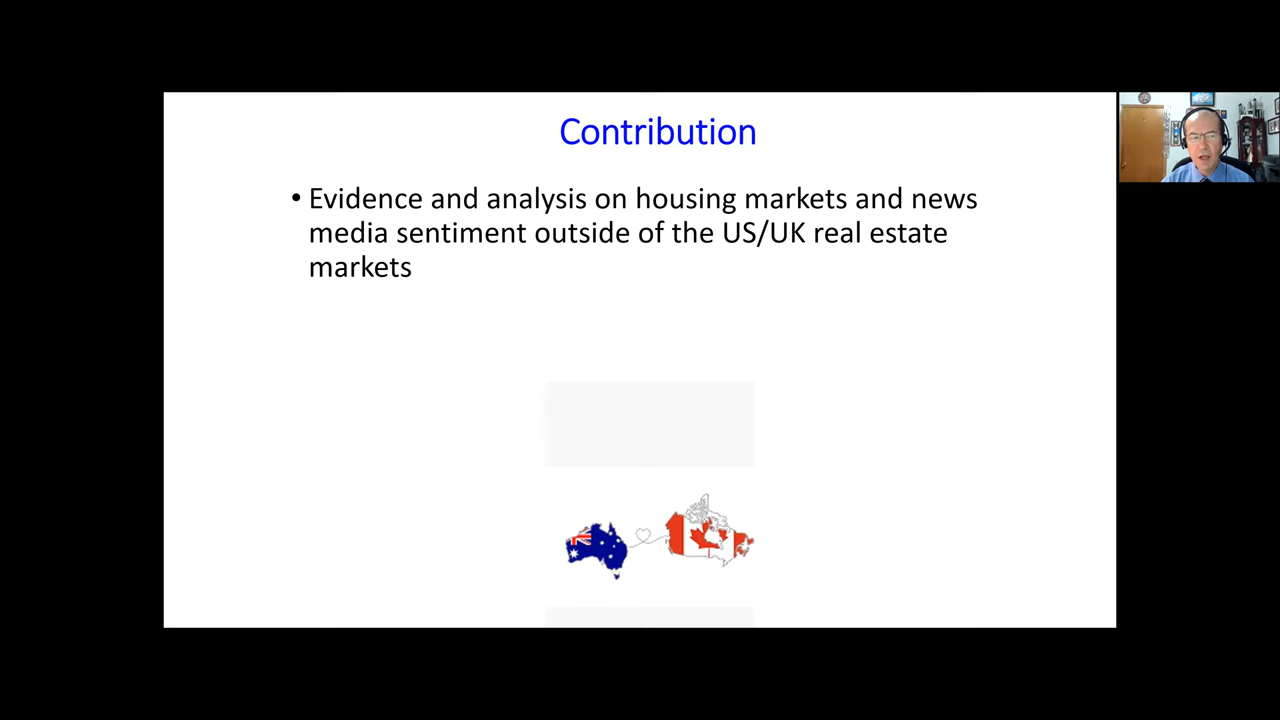 Contribution
• Evidence and analysis on housing markets and news
media sentiment outside of the US/UK real estate
markets